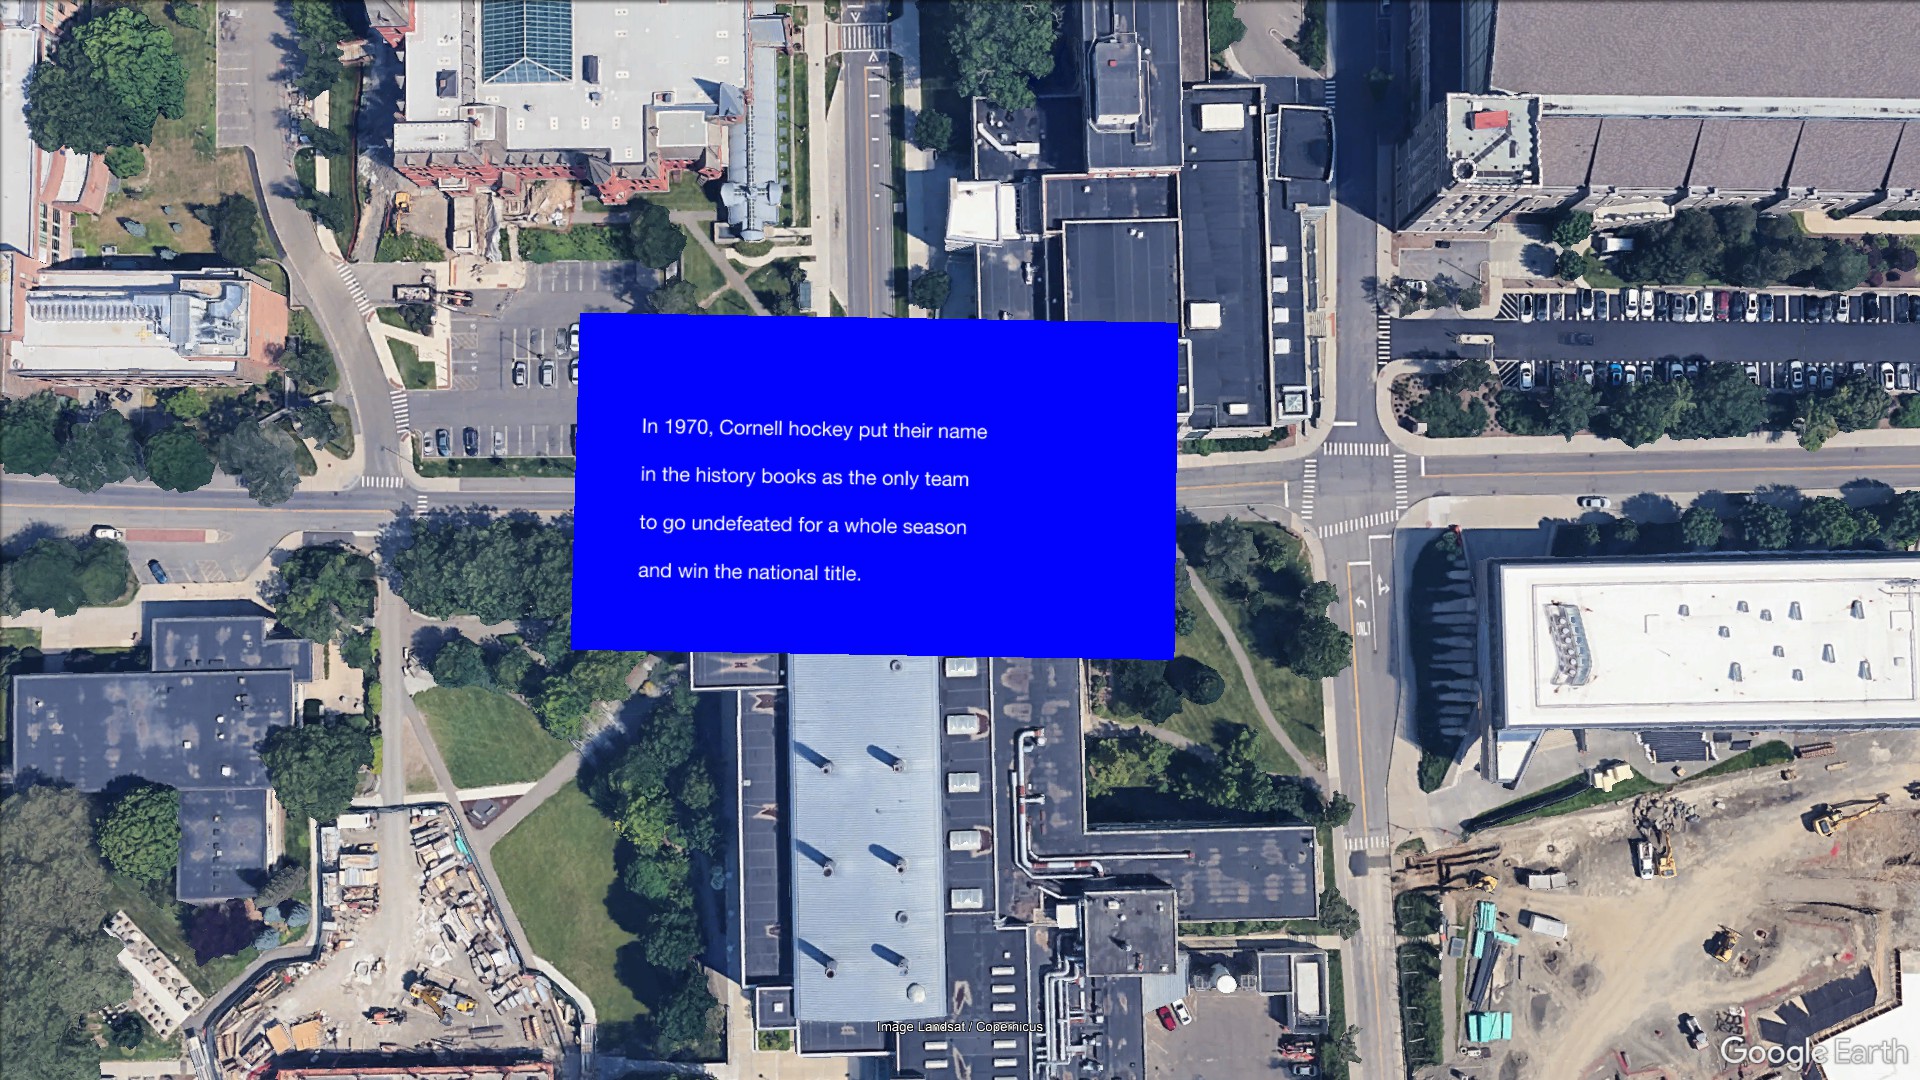 In 1970, Cornell hockey put their name
in the history books as the only team
to go undefeated for a whole season
and win the national title.
ONLY
Image Landsat / Copernicus
Google Earth